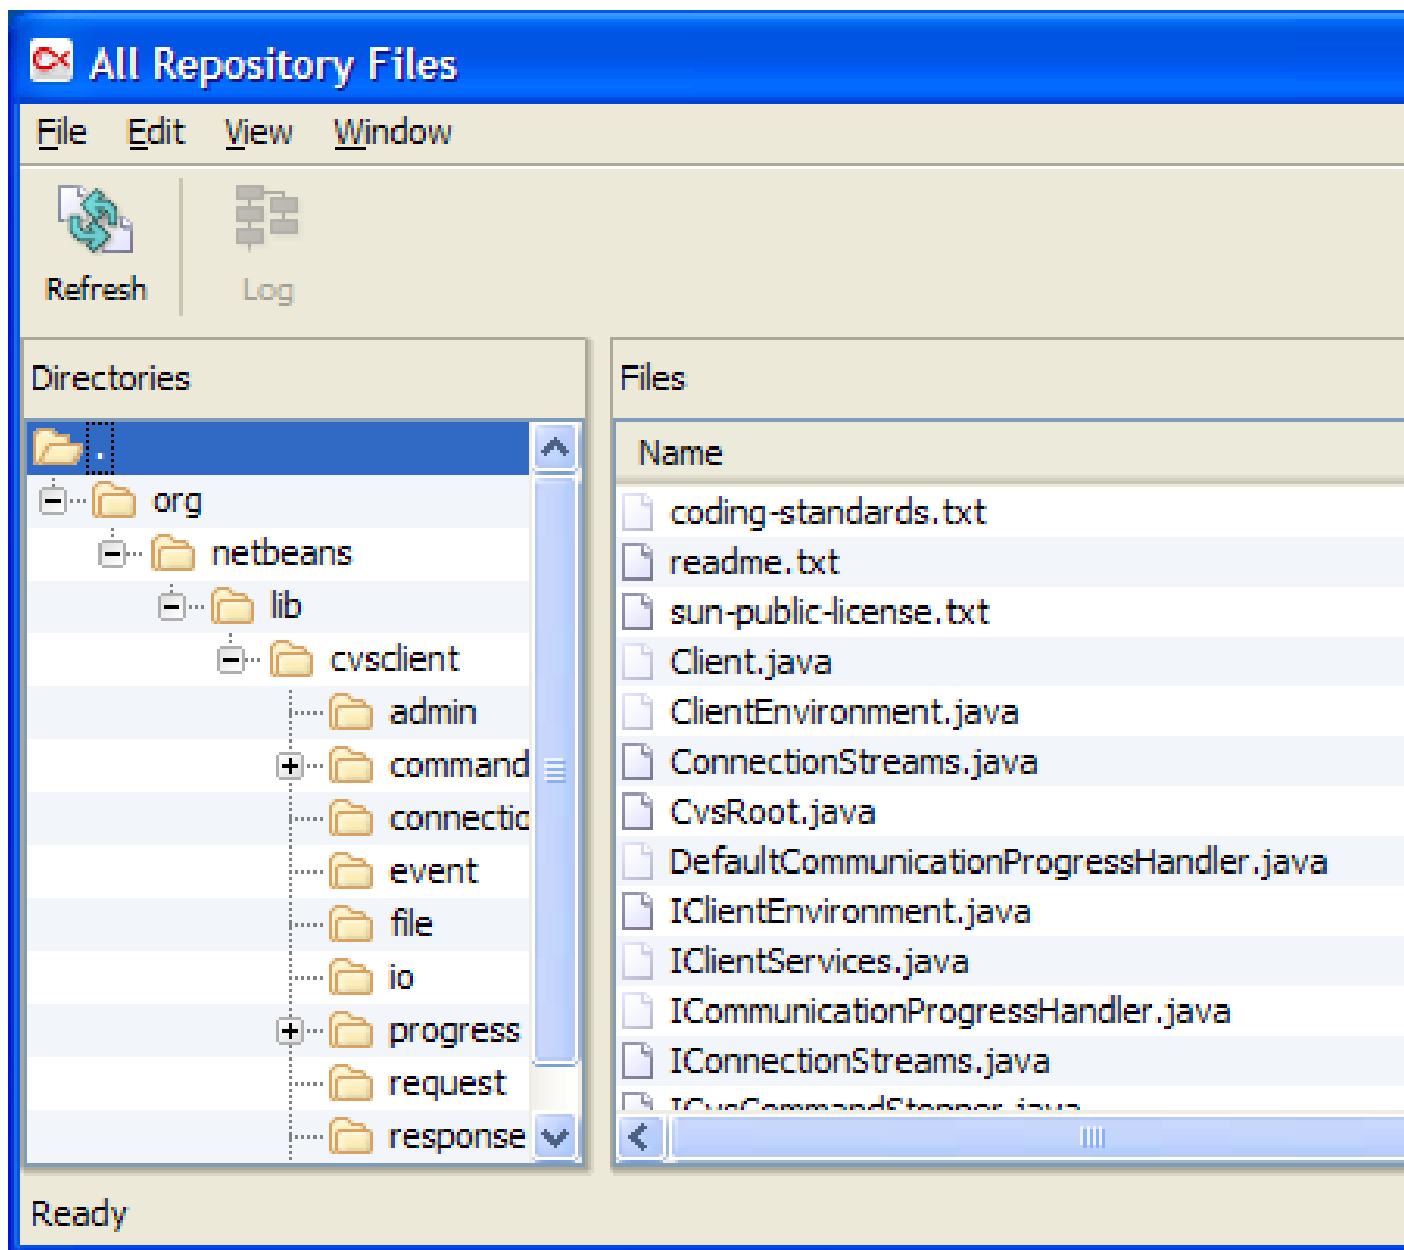 All Repository Files
File Edit View Window
Refresh Log
Directories
.
org
netbeans
lib
cvsclient
admin
command
connectio
event
file
io
progress
request
response
Files
Name
coding-standards.txt
readme.txt
sun-public-license.txt
Client.java
ClientEnvironment.java
ConnectionStreams.java
CvsRoot.java
DefaultCommunicationProgressHandler.java
IClientEnvironment.java
IClientServices.java
ICommunicationProgressHandler.java
IConnectionStreams.java
ICvsCommandStopper.java
Ready